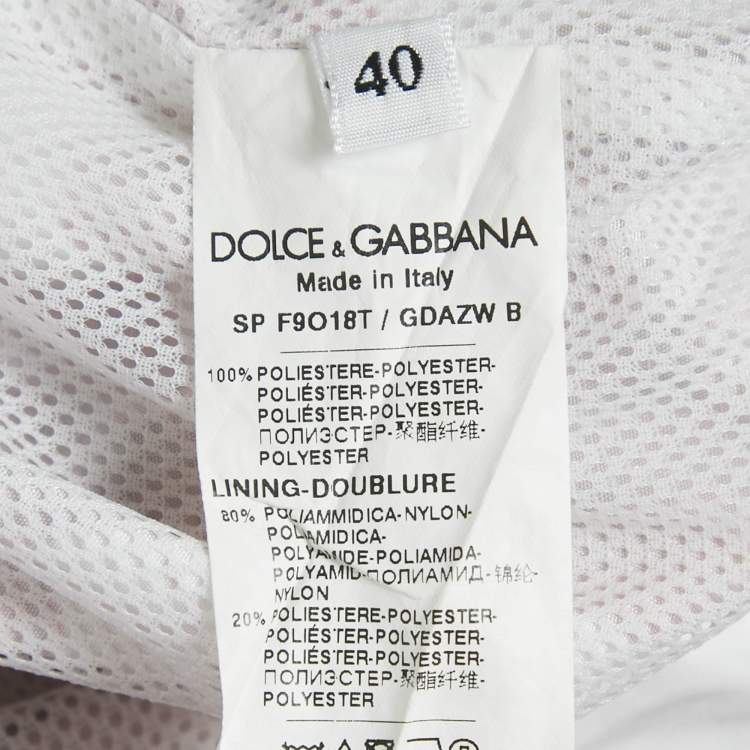 40
DOLCE & GABBANA
Made in Italy
SP F9O18T / GDAZW B
100% POLIESTERE-POLYESTER-
POLIÉSTER-POLYESTER-
POLIÉSTER-POLYESTER-
ПОЛИЭСТЕР-聚酯纤维-
POLYESTER
LINING-DOUBLURE
80% POLIAMMIDICA-NYLON-
POLIAMIDICA-
POLYAMIDE-POLIAMIDA-
POLYAMID-ПОЛИАМИД-锦纶-
NYLON
20% POLIESTERE-POLYESTER-
POLIÉSTER-POLYESTER-
POLIÉSTER-POLYESTER-
ПОЛИЭСТЕР-聚酯纤维-
POLYESTER